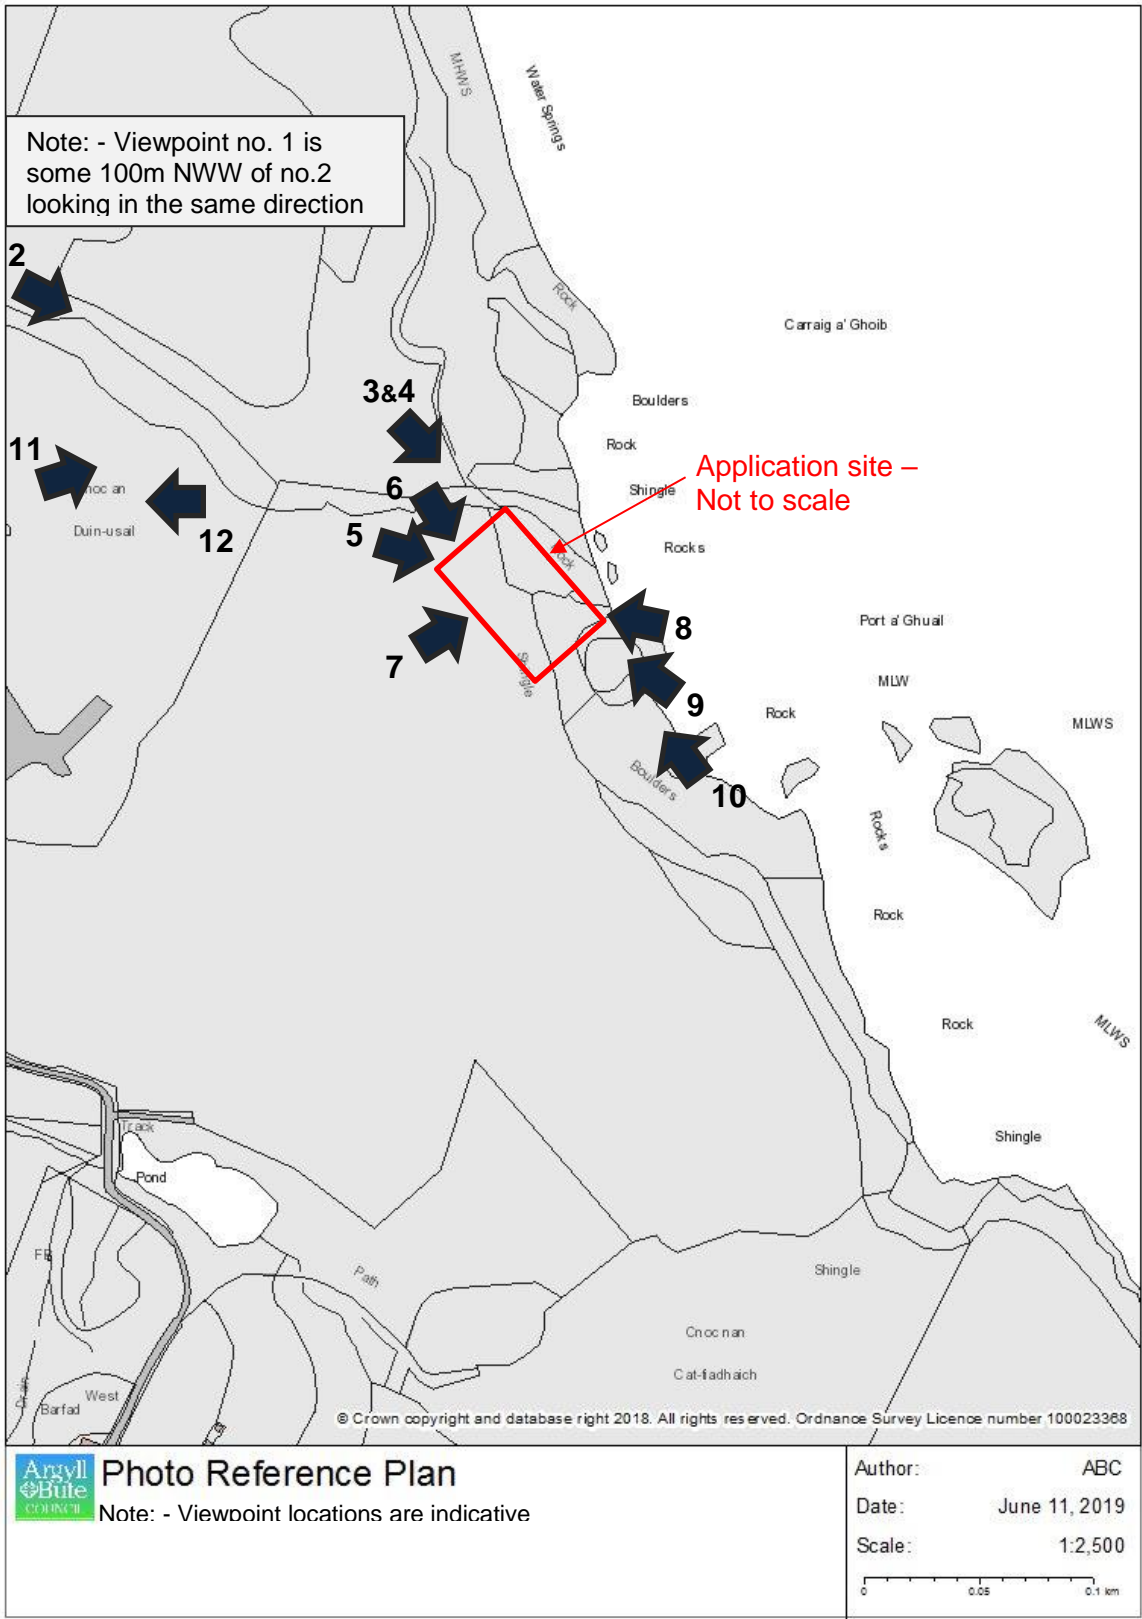 MHWS
Water Springs
Note: - Viewpoint no. 1 is
some 100m NWW of no.2
looking in the same direction
2
Rock
Carraig a' Ghoib
3&4
Boulders
11
Rock
Application site –
Not to scale
6
Shingle
noc an
5
Duin-usail
12
Rocks
ock
Port a' Ghuail
8
7
Shingle
MLW
9
Rock
MLWS
Boulders
10
Rocks
Rock
Rock
MLWS
Track
Shingle
Pond
FB
Path
Shingle
Cnoc nan
Cat-fiadhaich
Drain
West
Barfad
© Crown copyright and database right 2018. All rights reserved. Ordnance Survey Licence number 100023368
Argyll
&Bute
COUNCIL
Photo Reference Plan
Note: - Viewpoint locations are indicative
Author: ABC
Date: June 11, 2019
Scale: 1:2,500
0 0.05 0.1 km